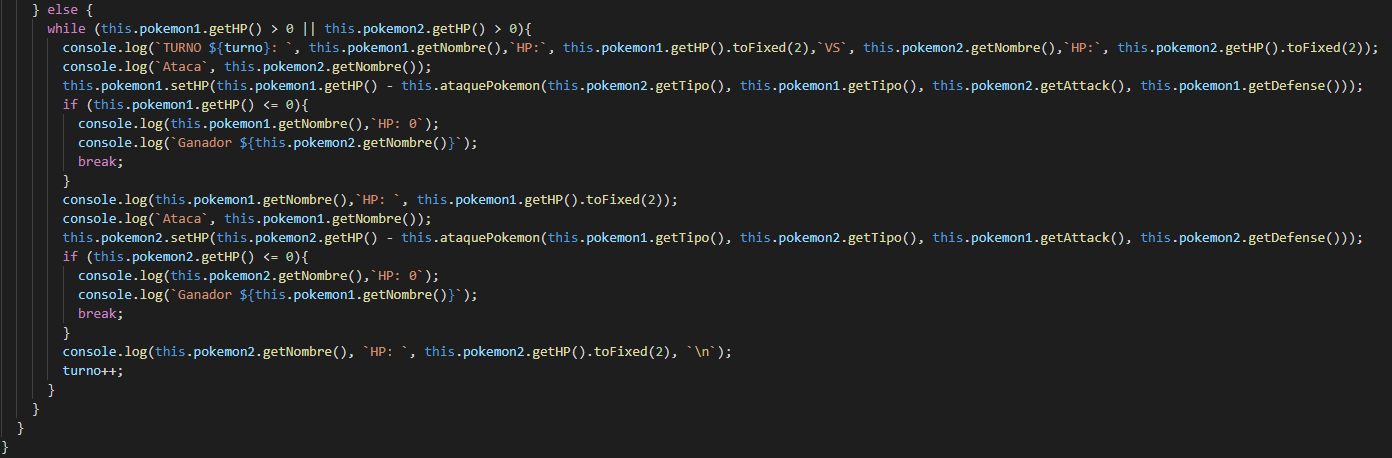 } else {
while (this.pokemon1.getHP() > 0 || this.pokemon2.getHP() > 0){
console.log(`TURNO ${turno}: `, this.pokemon1.getNombre(),`HP:`, this.pokemon1.getHP().toFixed(2),`VS`, this.pokemon2.getNombre(),`HP:`, this.pokemon2.getHP().toFixed(2));
console.log(`Ataca`, this.pokemon2.getNombre());
this.pokemon1.setHP(this.pokemon1.getHP() - this.ataquePokemon(this.pokemon2.getTipo(), this.pokemon1.getTipo(), this.pokemon2.getAttack(), this.pokemon1.getDefense()));
if (this.pokemon1.getHP() <= 0){
console.log(this.pokemon1.getNombre(),`HP: 0`);
console.log(`Ganador ${this.pokemon2.getNombre()}`);
break;
}
console.log(this.pokemon1.getNombre(),`HP: `, this.pokemon1.getHP().toFixed(2));
console.log(`Ataca`, this.pokemon1.getNombre());
this.pokemon2.setHP(this.pokemon2.getHP() - this.ataquePokemon(this.pokemon1.getTipo(), this.pokemon2.getTipo(), this.pokemon1.getAttack(), this.pokemon2.getDefense()));
if (this.pokemon2.getHP() <= 0){
console.log(this.pokemon2.getNombre(),`HP: 0`);
console.log(`Ganador ${this.pokemon1.getNombre()}`);
break;
}
console.log(this.pokemon2.getNombre(), `HP: `, this.pokemon2.getHP().toFixed(2), `\n`);
turno++;
}
}
}
}